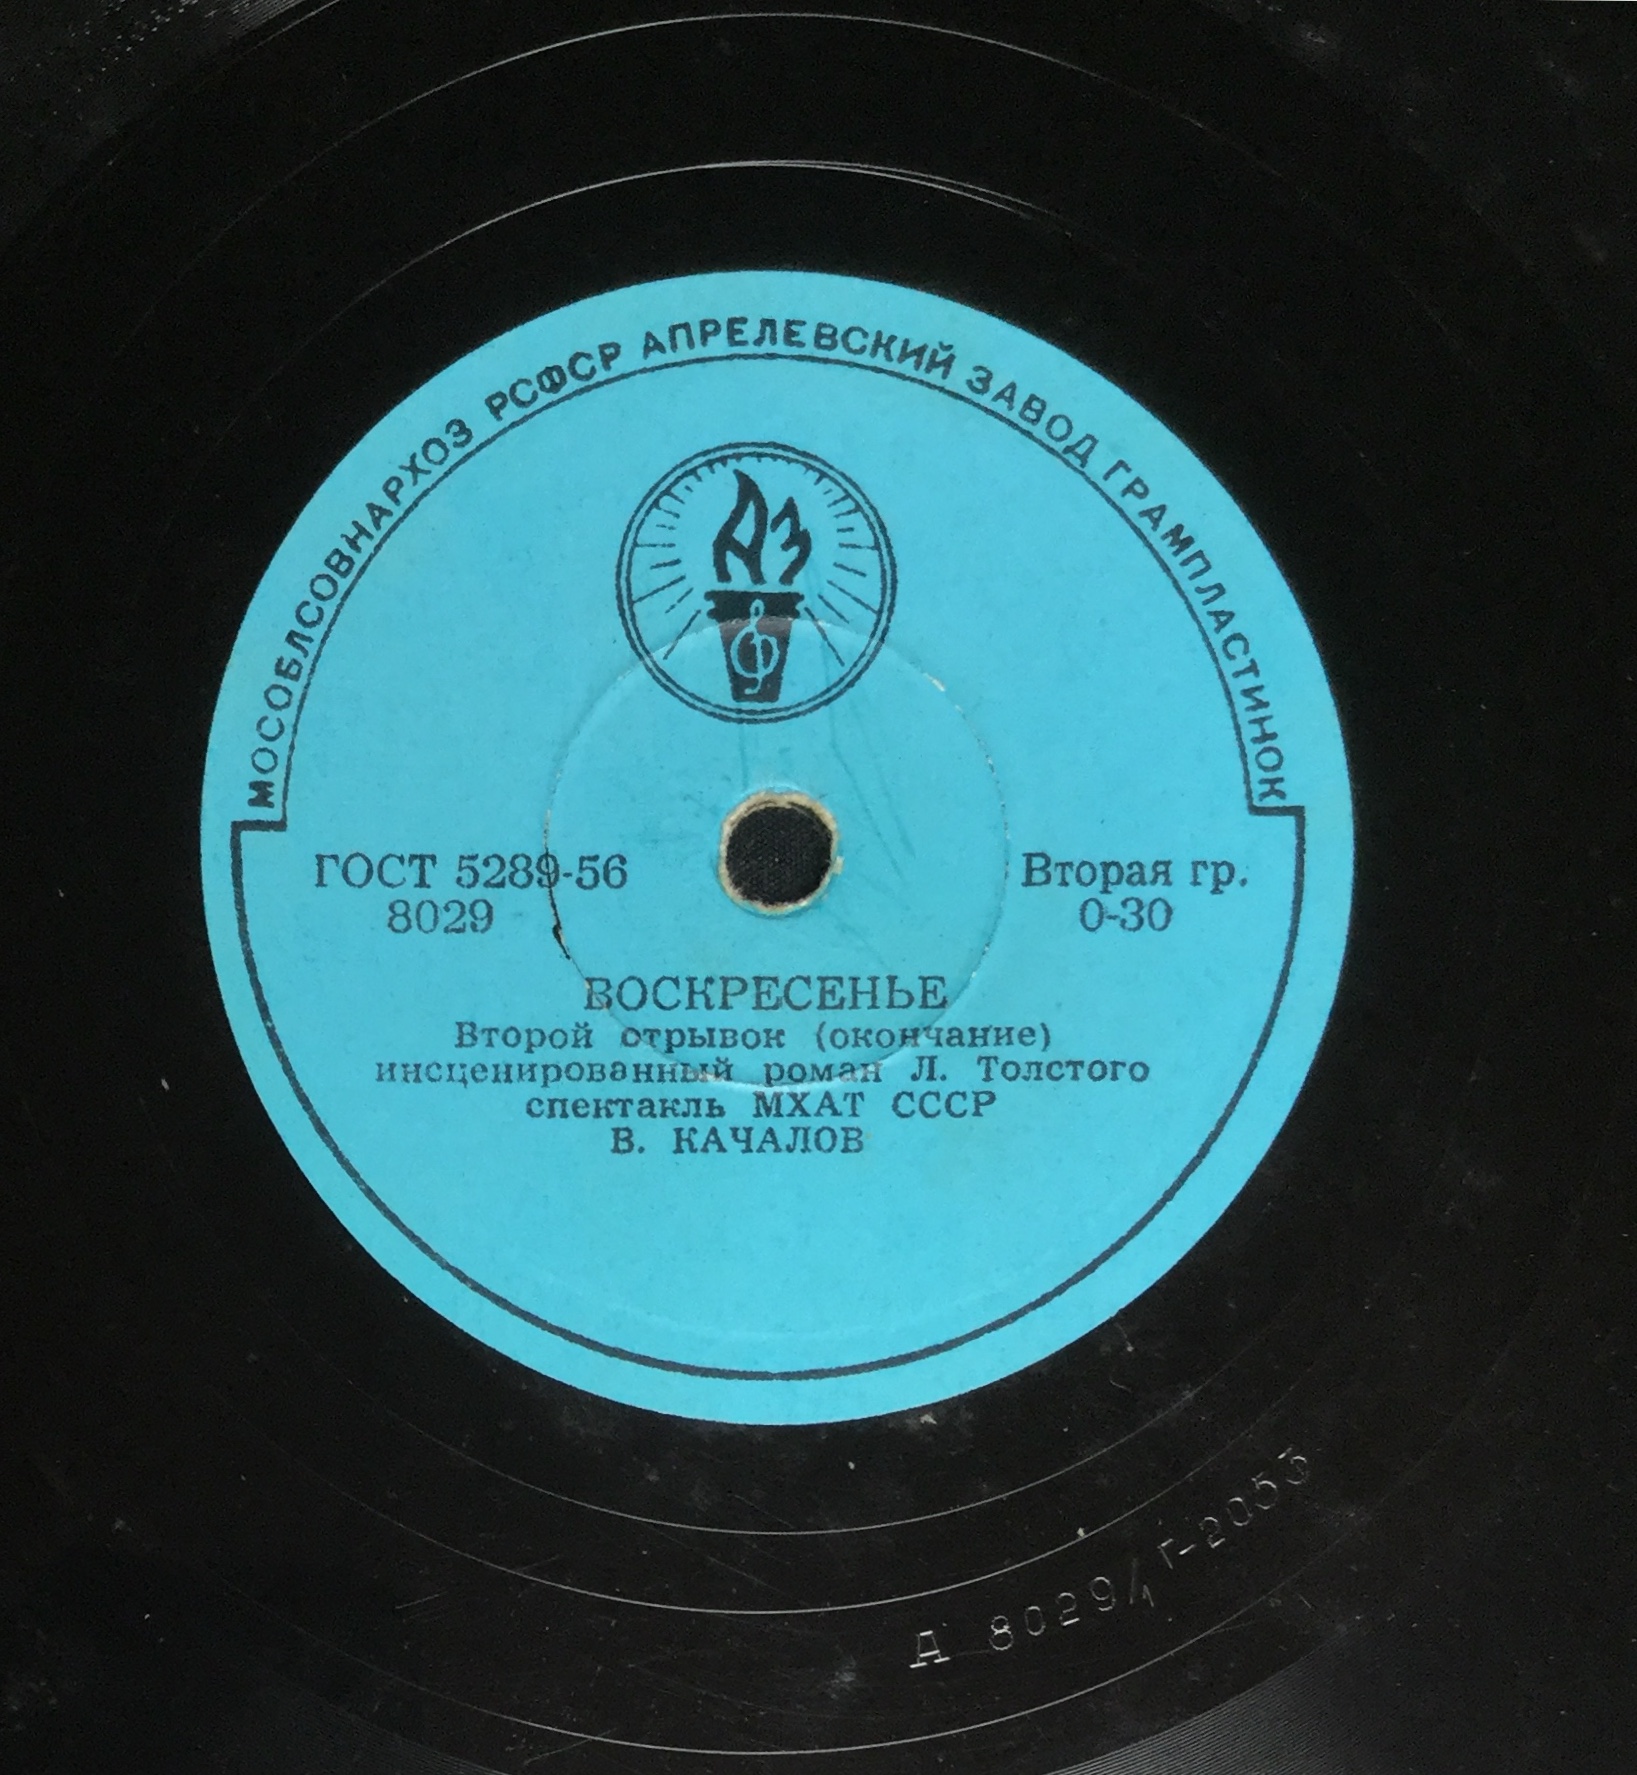 МОСОБЛСОВНАРХОЗ РСФСР АПРЕЛЕВСКИЙ ЗАВОД ГРАМПЛАСТИНОК
АЗ
ГОСТ 5289-56
8029
Вторая гр.
0-30
ВОСКРЕСЕНЬЕ
Второй отрывок (окончание)
инсценированный роман Л. Толстого
спектакль МХАТ СССР
В. КАЧАЛОВ
А 8029/1 Г-2053